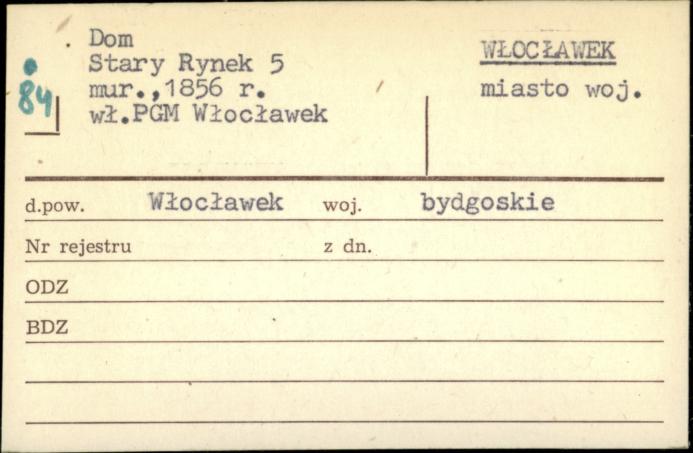 Dom
Stary Rynek 5
mur.,1856 r.
wł.PGM Włocławek
WŁOCŁAWEK
miasto woj.
84
d.pow. Włocławek woj. bydgoskie
Nr rejestru z dn.
ODZ
BDZ